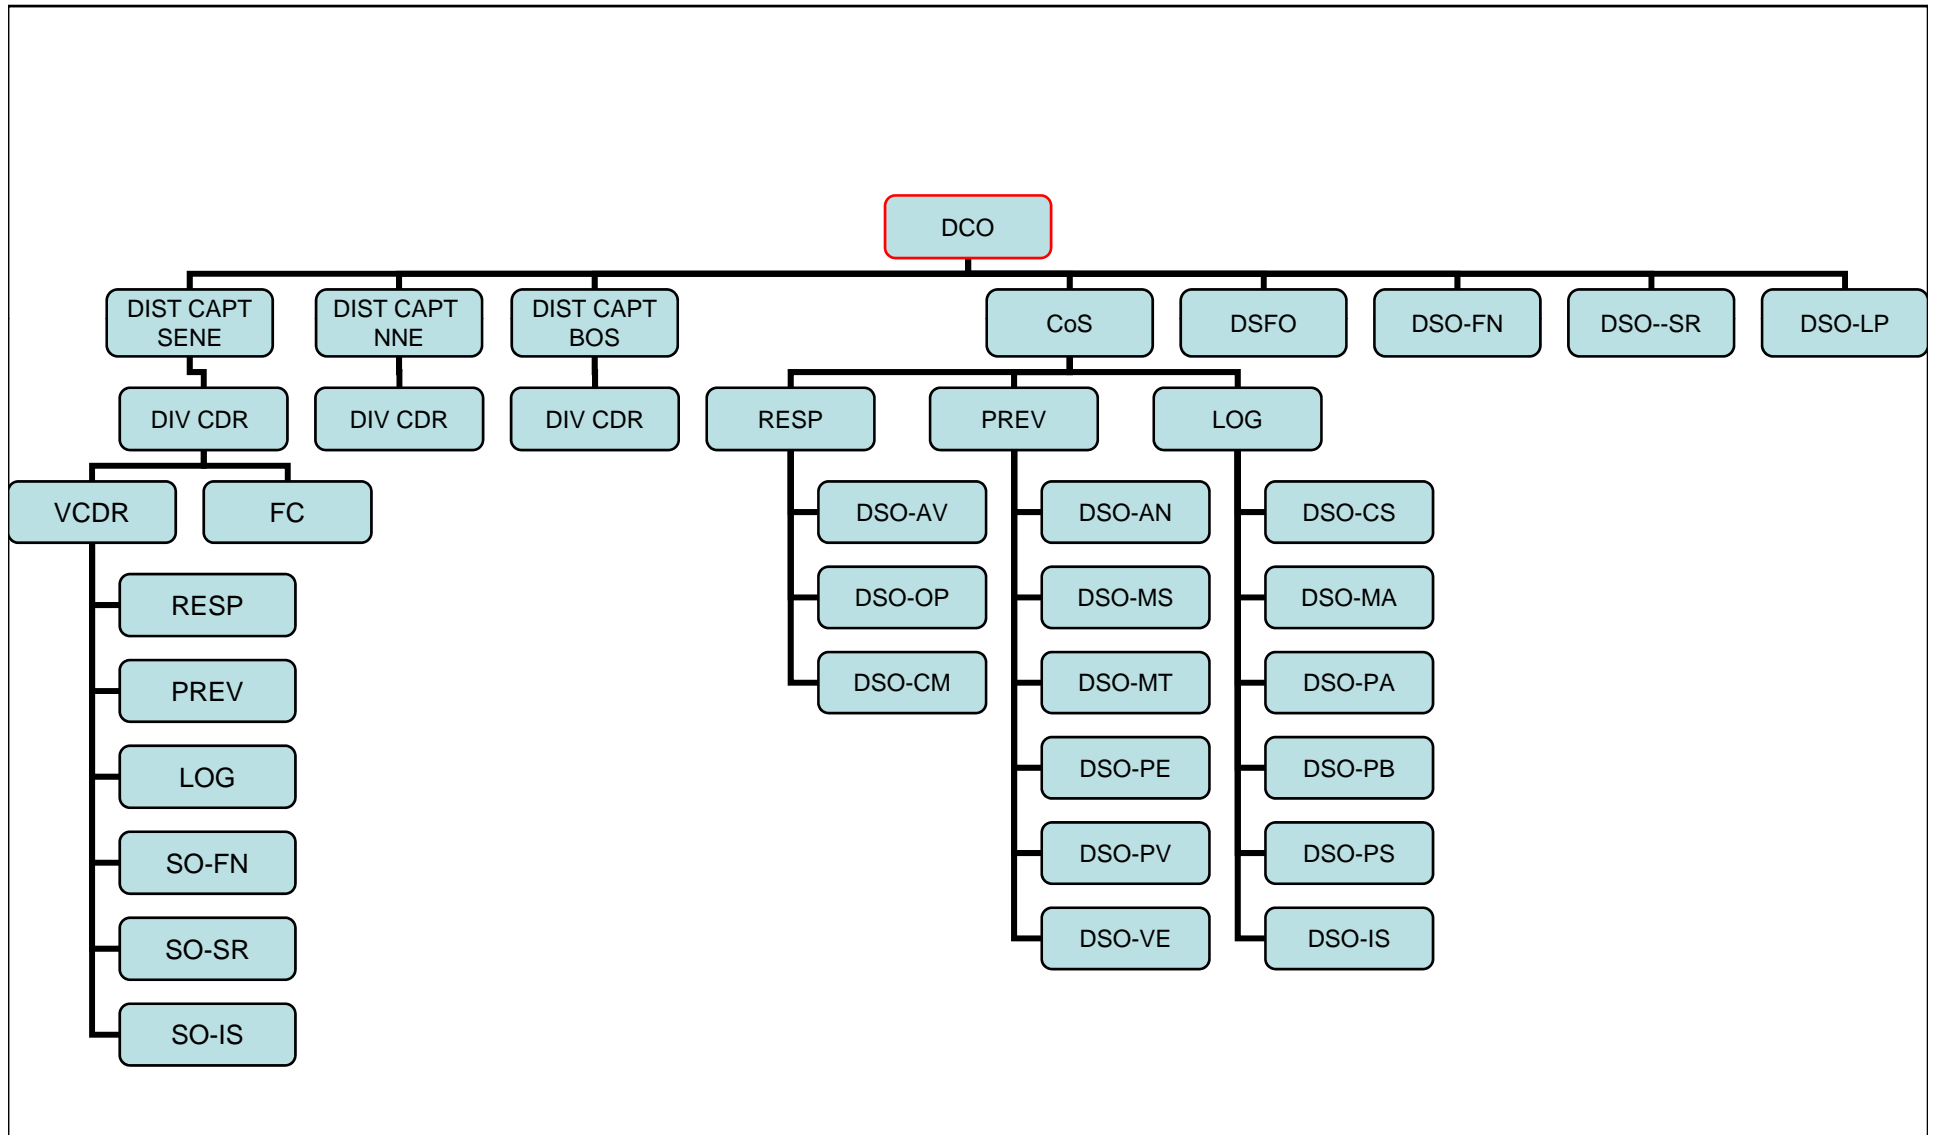 DCO
DIST CAPT
SENE
DIST CAPT
NNE
DIST CAPT
BOS
CoS
DSFO
DSO-FN
DSO--SR
DSO-LP
DIV CDR
DIV CDR
DIV CDR
RESP
PREV
LOG
VCDR
FC
DSO-AV
DSO-AN
DSO-CS
RESP
DSO-OP
DSO-MS
DSO-MA
PREV
DSO-CM
DSO-MT
DSO-PA
LOG
DSO-PE
DSO-PB
SO-FN
DSO-PV
DSO-PS
SO-SR
DSO-VE
DSO-IS
SO-IS